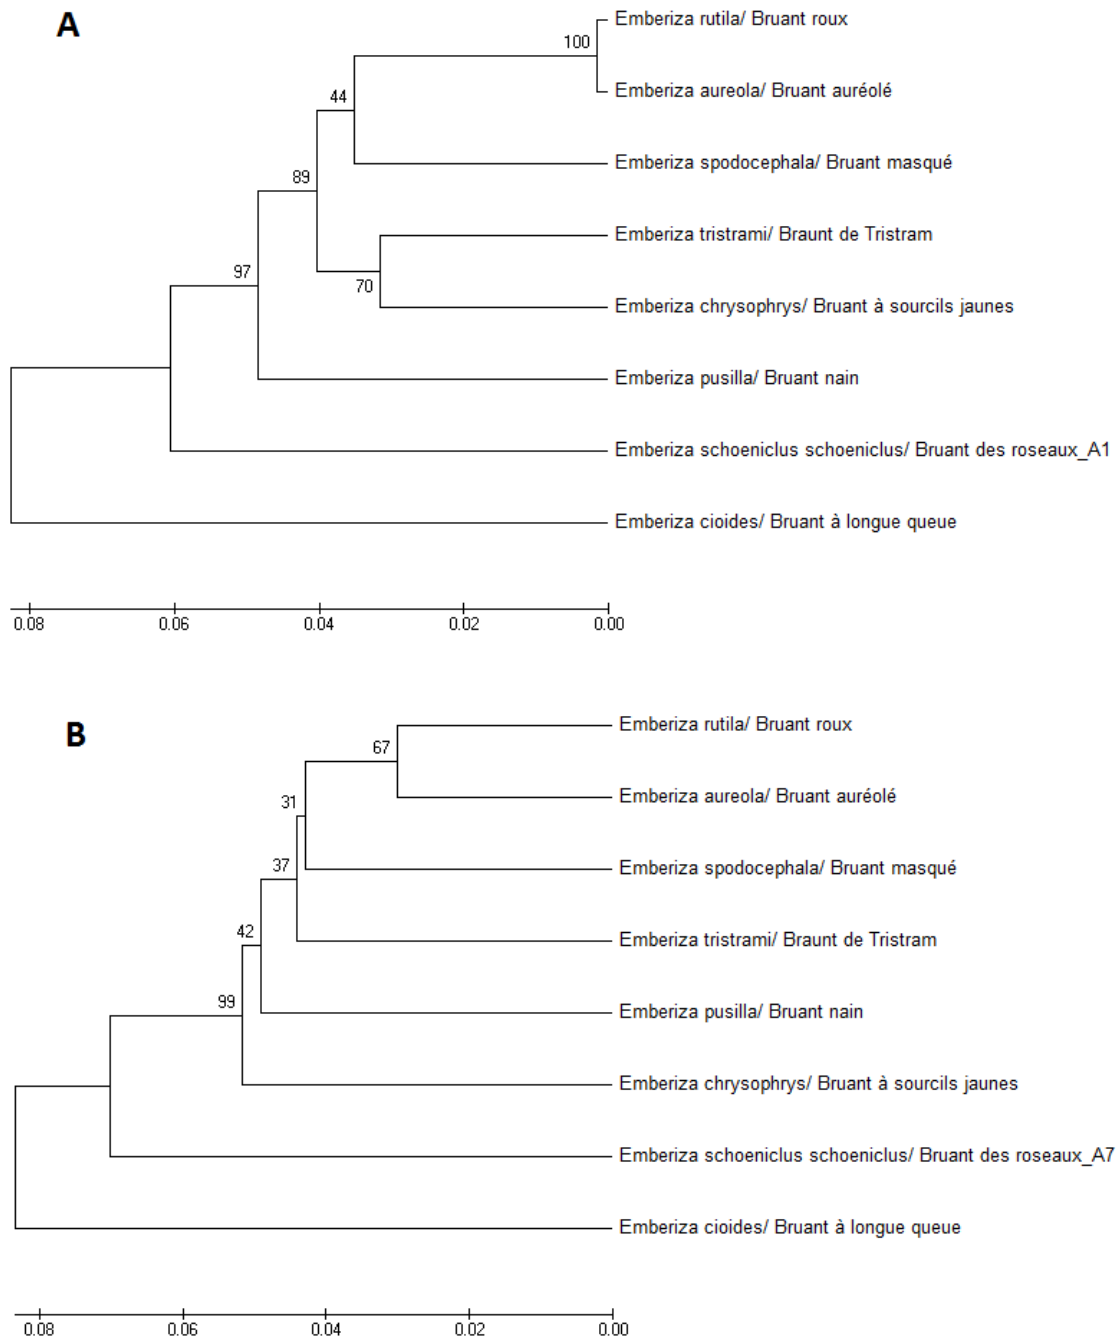 A
Emberiza rutila/ Bruant roux
100
Emberiza aureola/ Bruant auréolé
44
Emberiza spodocephala/ Bruant masqué
89
Emberiza tristrami/ Braunt de Tristram
97
70
Emberiza chrysophrys/ Bruant à sourcils jaunes
Emberiza pusilla/ Bruant nain
Emberiza schoeniclus schoeniclus/ Bruant des roseaux_A1
Emberiza cioides/ Bruant à longue queue
0.08 0.06 0.04 0.02 0.00
B
Emberiza rutila/ Bruant roux
67
Emberiza aureola/ Bruant auréolé
31
Emberiza spodocephala/ Bruant masqué
37
Emberiza tristrami/ Braunt de Tristram
42
Emberiza pusilla/ Bruant nain
99
Emberiza chrysophrys/ Bruant à sourcils jaunes
Emberiza schoeniclus schoeniclus/ Bruant des roseaux_A7
Emberiza cioides/ Bruant à longue queue
0.08 0.06 0.04 0.02 0.00